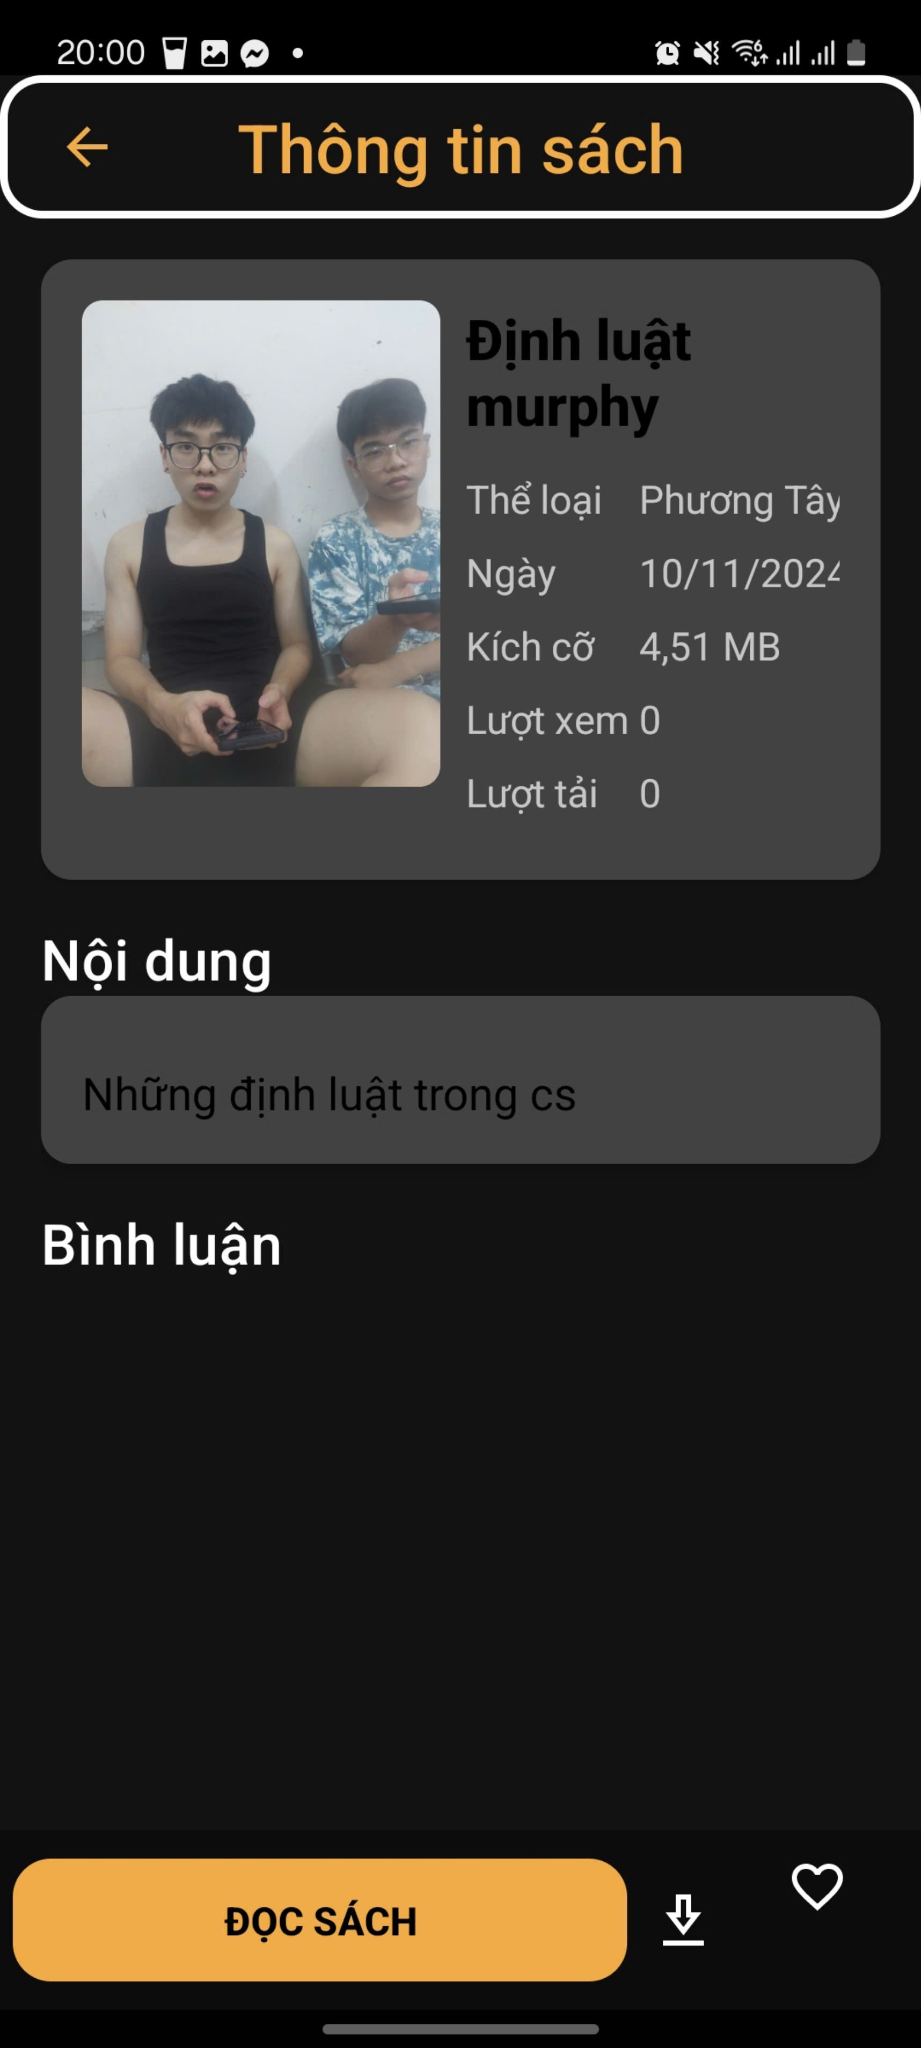 20:00
Thông tin sách
Định luật
murphy
Thể loại Phương Tây
Ngày 10/11/2024
Kích cỡ 4,51 MB
Lượt xem 0
Lượt tải 0
Nội dung
Những định luật trong cs
Bình luận
ĐỌC SÁCH